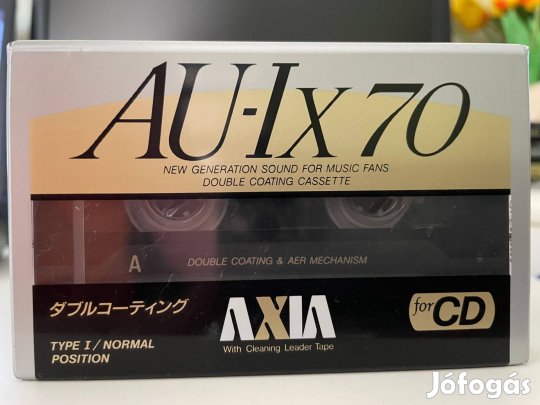 AU-Ix 70
NEW GENERATION SOUND FOR MUSIC FANS
DOUBLE COATING CASSETTE
A
DOUBLE COATING & AER MECHANISM
ダブルコーティング
TYPE I/NORMAL
POSITION
AXIA
With Cleaning Leader Tape
for CD
Jófogás